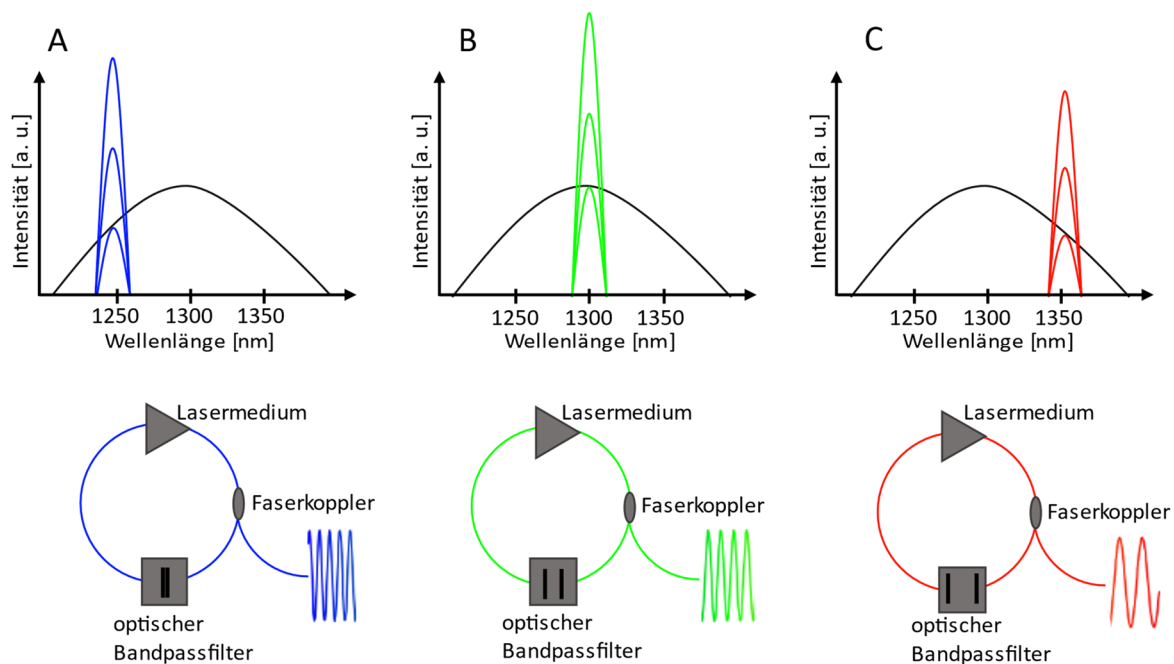 A
Intensität [a. u.]
1250 1300 1350
Wellenlänge [nm]
B
Intensität [a. u.]
1250 1300 1350
Wellenlänge [nm]
C
Intensität [a. u.]
1250 1300 1350
Wellenlänge [nm]
Lasermedium
Faserkoppler
optischer
Bandpassfilter
Lasermedium
Faserkoppler
optischer
Bandpassfilter
Lasermedium
Faserkoppler
optischer
Bandpassfilter